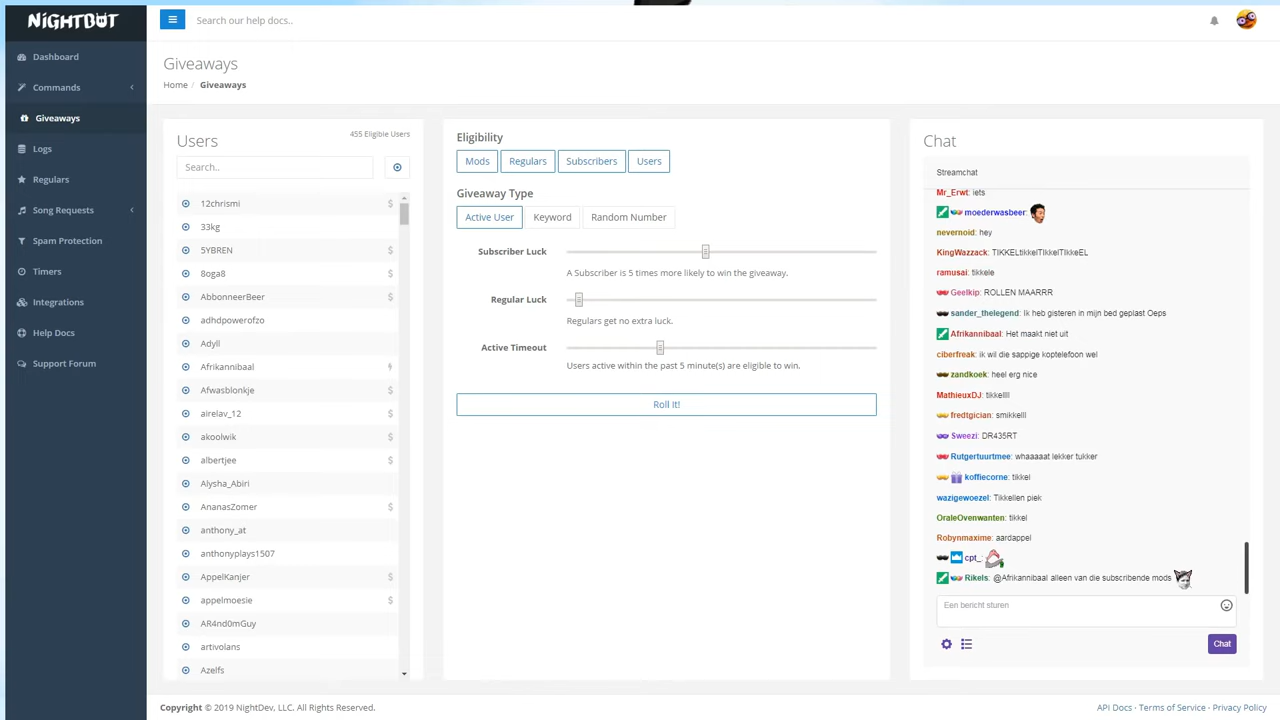 NIGHTBOT
Search our help docs..
Dashboard
Commands
Giveaways
Logs
Regulars
Song Requests
Spam Protection
Timers
Integrations
Help Docs
Support Forum
Giveaways
Home / Giveaways
Users
455 Eligible Users
Search..
12chrismi $
33kg
5YBREN $
8oga8 $
AbbonneerBeer $
adhdpowerofzo
Adyll
Afrikannibaal
Afwasblonkje
airelav_12 $
akoolwik $
albertjee $
Alysha_Abiri
AnanasZomer $
anthony_at
anthonyplays1507
AppelKanjer $
appelmoesie $
AR4nd0mGuy
artivolans
Azelfs
Eligibility
Mods Regulars Subscribers Users
Giveaway Type
Active User Keyword Random Number
Subscriber Luck
A Subscriber is 5 times more likely to win the giveaway.
Regular Luck
Regulars get no extra luck.
Active Timeout
Users active within the past 5 minute(s) are eligible to win.
Roll It!
Chat
Streamchat
Mr_Erwt: iets
moederwasbeer:
nevernoid: hey
KingWazzack: TIKKELtikkelTIkkelTIkkeEL
ramusai: tikkele
Geelkip: ROLLEN MAARRR
sander_thelegend: Ik heb gisteren in mijn bed geplast Oeps
Afrikannibaal: Het maakt niet uit
ciberfreak: ik wil die sappige koptelefoon wel
zandkoek: heel erg nice
MathieuxDJ: tikkellll
fredtgician: smikkelll
Sweezi: DR435RT
Rutgertuurtmee: whaaaaat lekker tukker
koffiecorne: tikkel
wazigewoezel: Tikkellen piek
OraleOvenwanten: tikkel
Robynmaxime: aardappel
cpt_:
Rikels: @Afrikannibaal alleen van die subscribende mods
Een bericht sturen
Chat
Copyright © 2019 NightDev, LLC. All Rights Reserved.
API Docs · Terms of Service · Privacy Policy